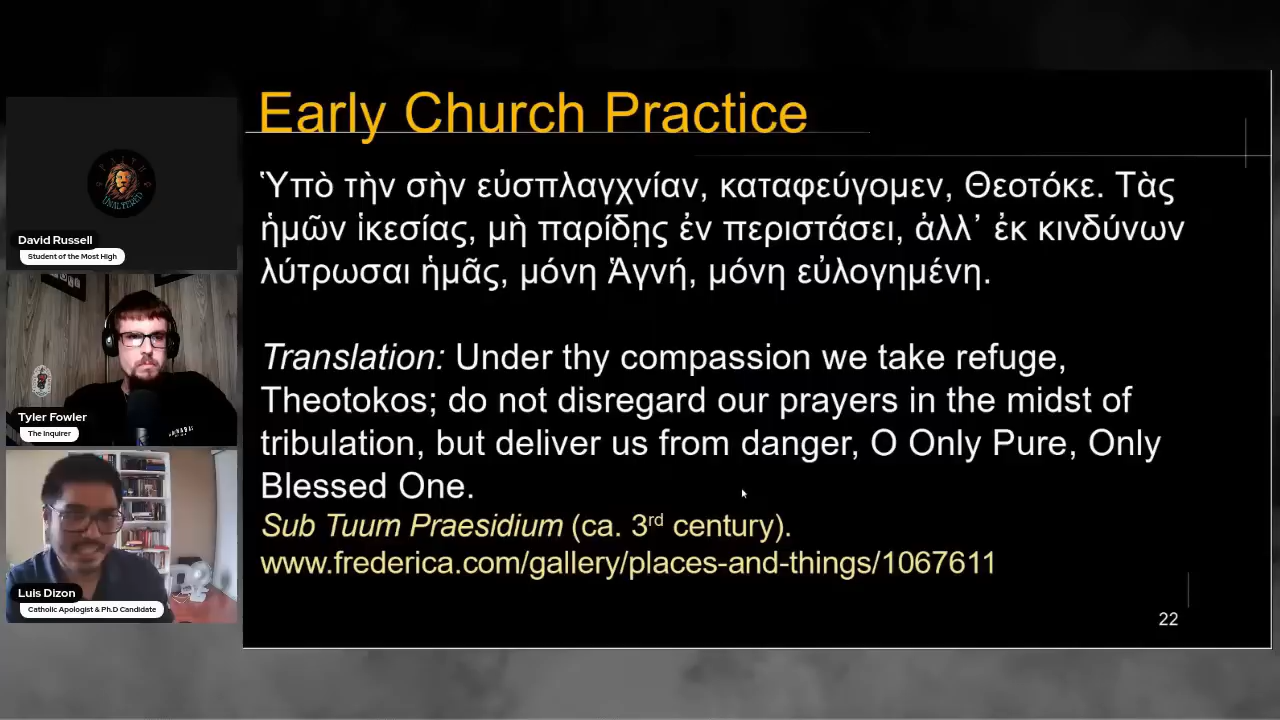 Early Church Practice
Ὑπὸ τὴν σὴν εὐσπλαγχνίαν, καταφεύγομεν, Θεοτόκε. Τὰς
ἡμῶν ἱκεσίας, μὴ παρίδῃς ἐν περιστάσει, ἀλλ᾽ ἐκ κινδύνων
λύτρωσαι ἡμᾶς, μόνη Ἁγνή, μόνη εὐλογημένη.
Translation: Under thy compassion we take refuge,
Theotokos; do not disregard our prayers in the midst of
tribulation, but deliver us from danger, O Only Pure, Only
Blessed One.
Sub Tuum Praesidium (ca. 3rd century).
www.frederica.com/gallery/places-and-things/1067611
22
UNALTERED
David Russell
Student of the Most High
Tyler Fowler
The Inquirer
Luis Dizon
Catholic Apologist & Ph.D Candidate